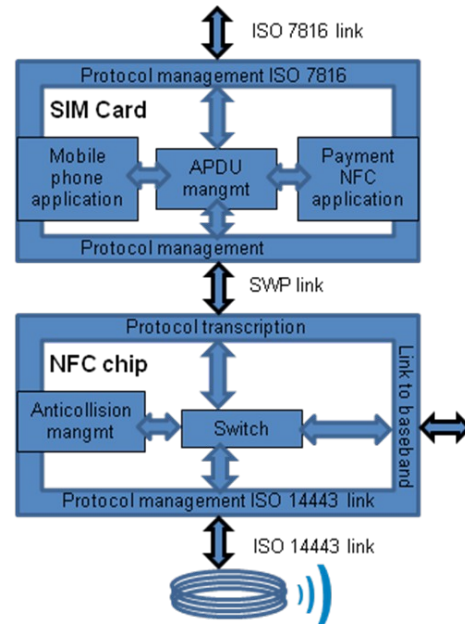 ISO 7816 link
Protocol management ISO 7816
SIM Card
Mobile
phone
application
APDU
mangmt
Payment
NFC
application
Protocol management
SWP link
Protocol transcription
NFC chip
Link to baseband
Anticollision
mangmt
Switch
Protocol management ISO 14443 link
ISO 14443 link